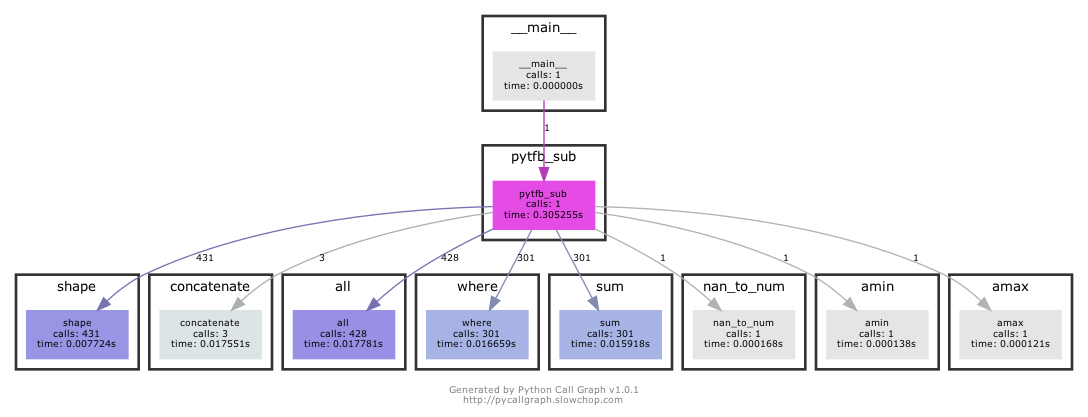 __main__
__main__
calls: 1
time: 0.000000s
1
pytfb_sub
pytfb_sub
calls: 1
time: 0.305255s
431
3
428
301
301
1
1
1
shape
shape
calls: 431
time: 0.007724s
concatenate
concatenate
calls: 3
time: 0.017551s
all
all
calls: 428
time: 0.017781s
where
where
calls: 301
time: 0.016659s
sum
sum
calls: 301
time: 0.015918s
nan_to_num
nan_to_num
calls: 1
time: 0.000168s
amin
amin
calls: 1
time: 0.000138s
amax
amax
calls: 1
time: 0.000121s
Generated by Python Call Graph v1.0.1
http://pycallgraph.slowchop.com